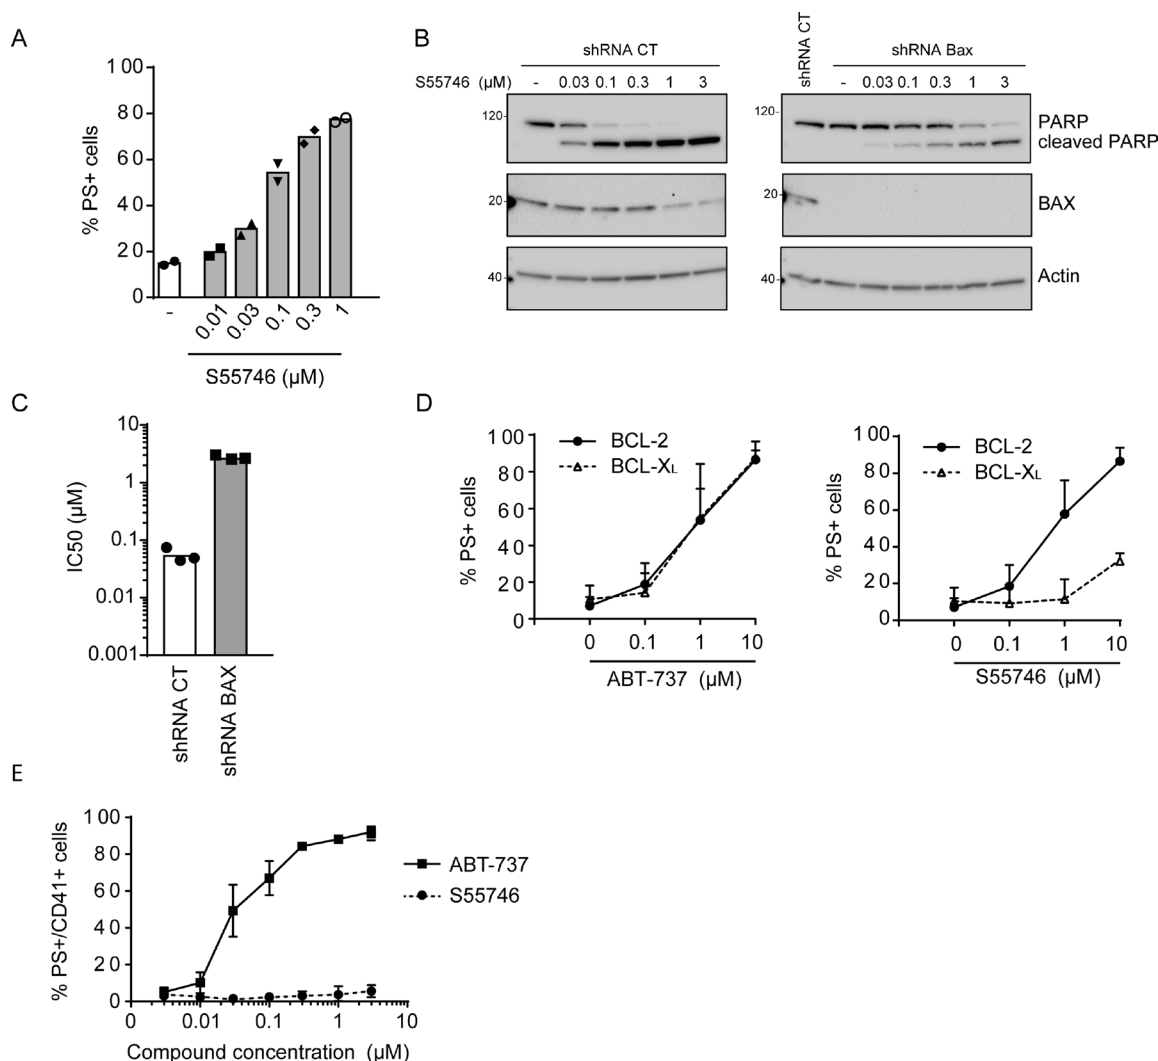 A
% PS+ cells
100
80
60
40
20
0
- 0.01 0.03 0.1 0.3 1
S55746 (µM)
B
shRNA CT
shRNA CT
shRNA Bax
S55746 (µM) - 0.03 0.1 0.3 1 3
- 0.03 0.1 0.3 1 3
120-
120-
PARP
cleaved PARP
20-
20-
BAX
40-
40-
Actin
C
IC50 (µM)
10
1
0.1
0.01
0.001
shRNA CT
shRNA BAX
D
% PS+ cells
100
80
60
40
20
0
BCL-2
BCL-XL
0 0.1 1 10
ABT-737 (µM)
% PS+ cells
100
80
60
40
20
0
BCL-2
BCL-XL
0 0.1 1 10
S55746 (µM)
E
% PS+/CD41+ cells
100
80
60
40
20
0
ABT-737
S55746
0 0.01 0.1 1 10
Compound concentration (µM)